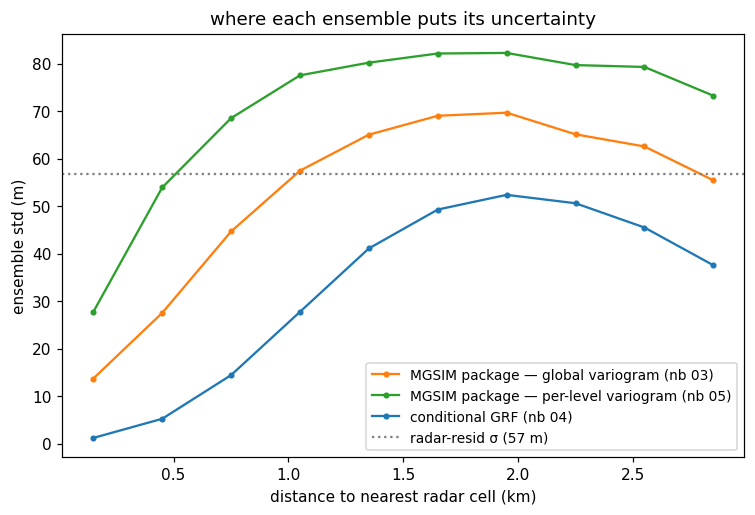 where each ensemble puts its uncertainty
ensemble std (m)
80
70
60
50
40
30
20
10
0
MGSIM package — global variogram (nb 03)
MGSIM package — per-level variogram (nb 05)
conditional GRF (nb 04)
radar-resid σ (57 m)
0.5 1.0 1.5 2.0 2.5
distance to nearest radar cell (km)